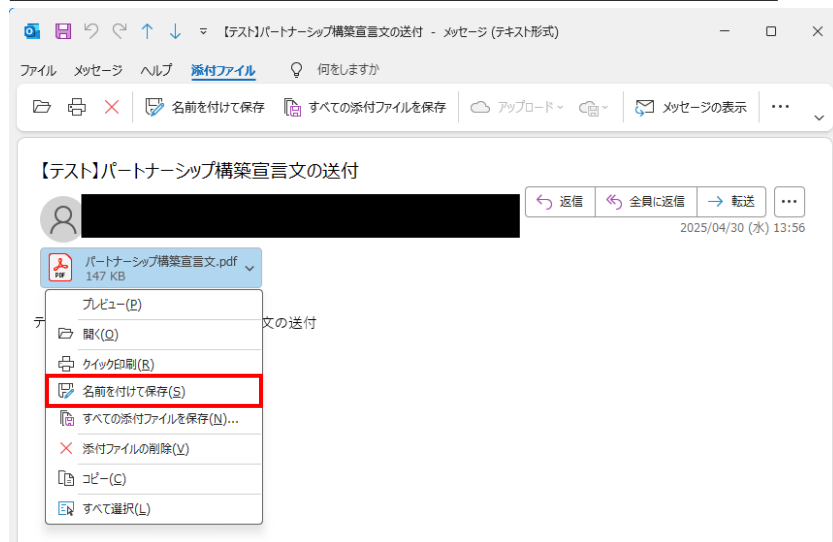 【テスト】パートナーシップ構築宣言文の送付 - メッセージ (テキスト形式)
ファイル メッセージ ヘルプ 添付ファイル 何をしますか
名前を付けて保存 すべての添付ファイルを保存 アップロード メッセージの表示
【テスト】パートナーシップ構築宣言文の送付
返信 全員に返信 転送
2025/04/30 (水) 13:56
パートナーシップ構築宣言文.pdf
PDF 147 KB
プレビュー(P)
テ 文の送付
開く(O)
クイック印刷(R)
名前を付けて保存(S)
すべての添付ファイルを保存(N)...
添付ファイルの削除(V)
コピー(C)
すべて選択(L)